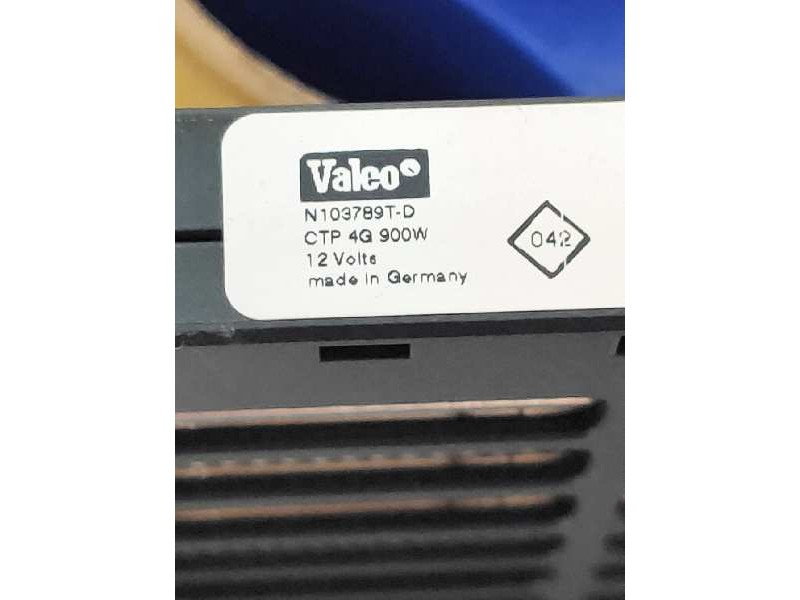 Valeo
N103789T-D
CTP 4G 900W
12 Volts
made in Germany
042